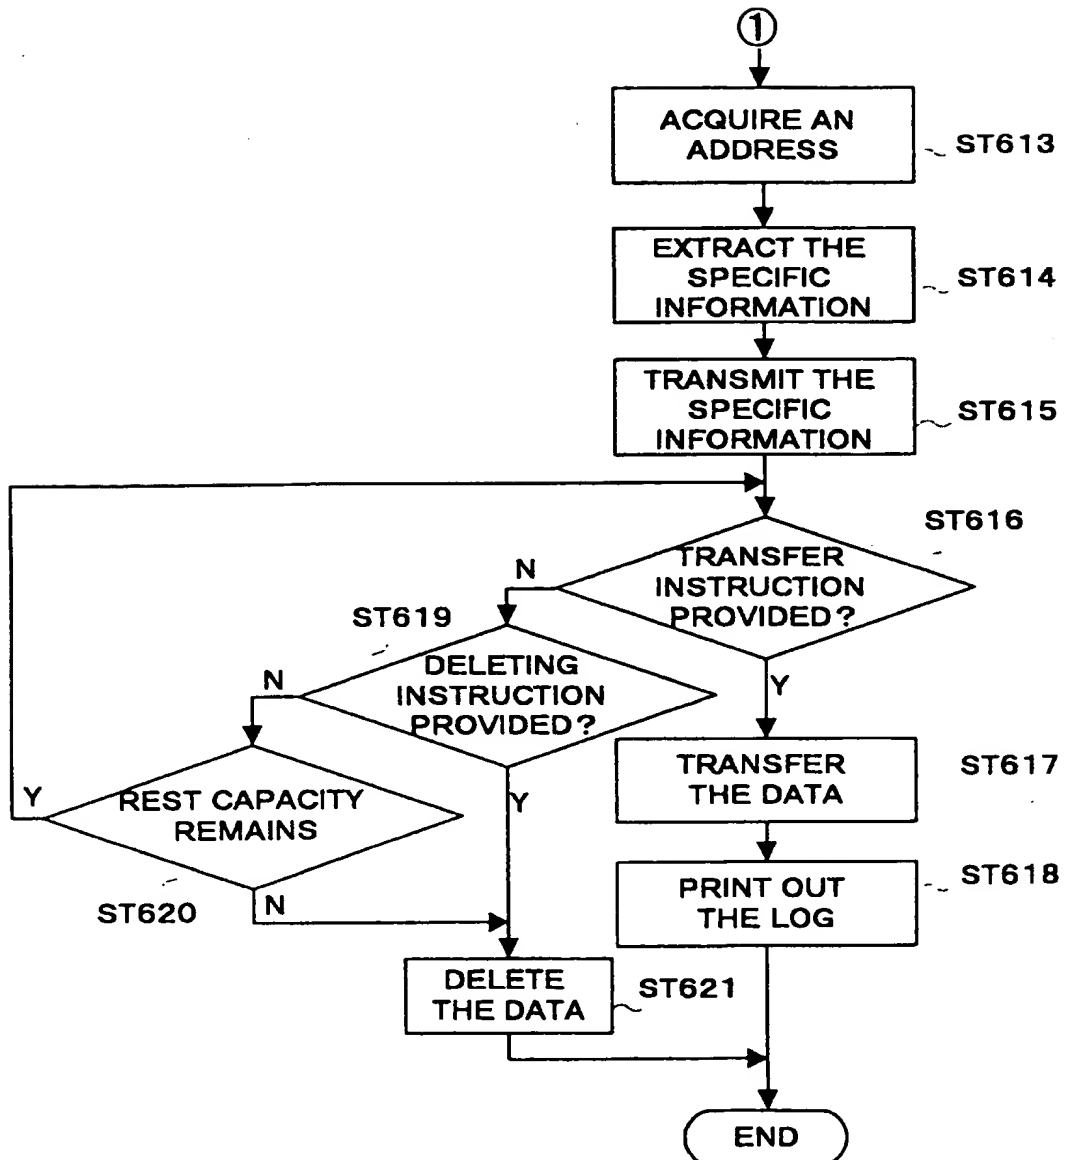 1
ACQUIRE AN
ADDRESS
ST613
EXTRACT THE
SPECIFIC
INFORMATION
ST614
TRANSMIT THE
SPECIFIC
INFORMATION
ST615
ST616
TRANSFER
INSTRUCTION
PROVIDED?
N
Y
ST619
DELETING
INSTRUCTION
PROVIDED?
N
Y
TRANSFER
THE DATA
ST617
Y
REST CAPACITY
REMAINS
ST620
N
PRINT OUT
THE LOG
ST618
DELETE
THE DATA
ST621
END